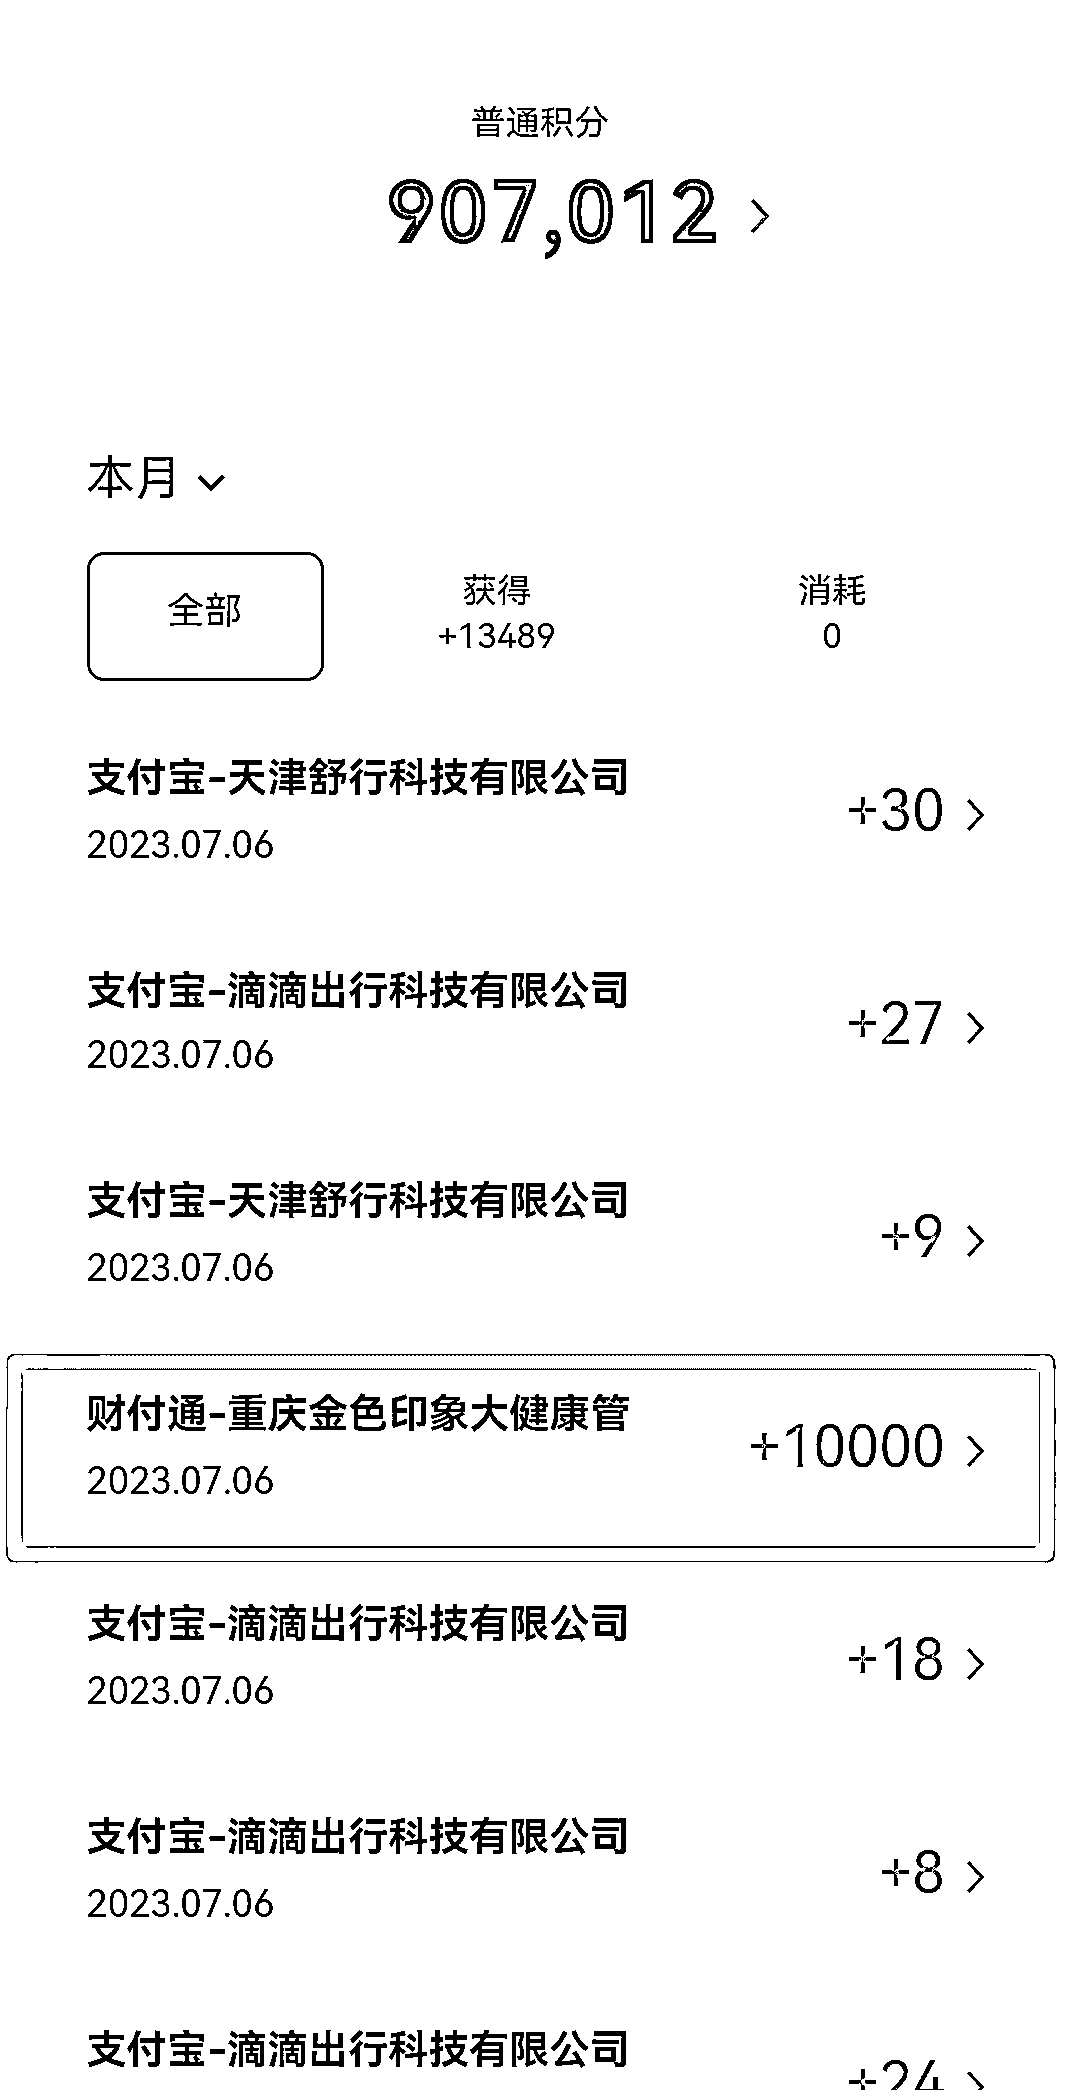 普通积分
907,012
本月
全部
获得
+13489
消耗
0
支付宝-天津舒行科技有限公司
2023.07.06
+30
支付宝-滴滴出行科技有限公司
2023.07.06
+27
支付宝-天津舒行科技有限公司
2023.07.06
+9
财付通-重庆金色印象大健康管
2023.07.06
+10000
支付宝-滴滴出行科技有限公司
2023.07.06
+18
支付宝-滴滴出行科技有限公司
2023.07.06
+8
支付宝-滴滴出行科技有限公司
+24